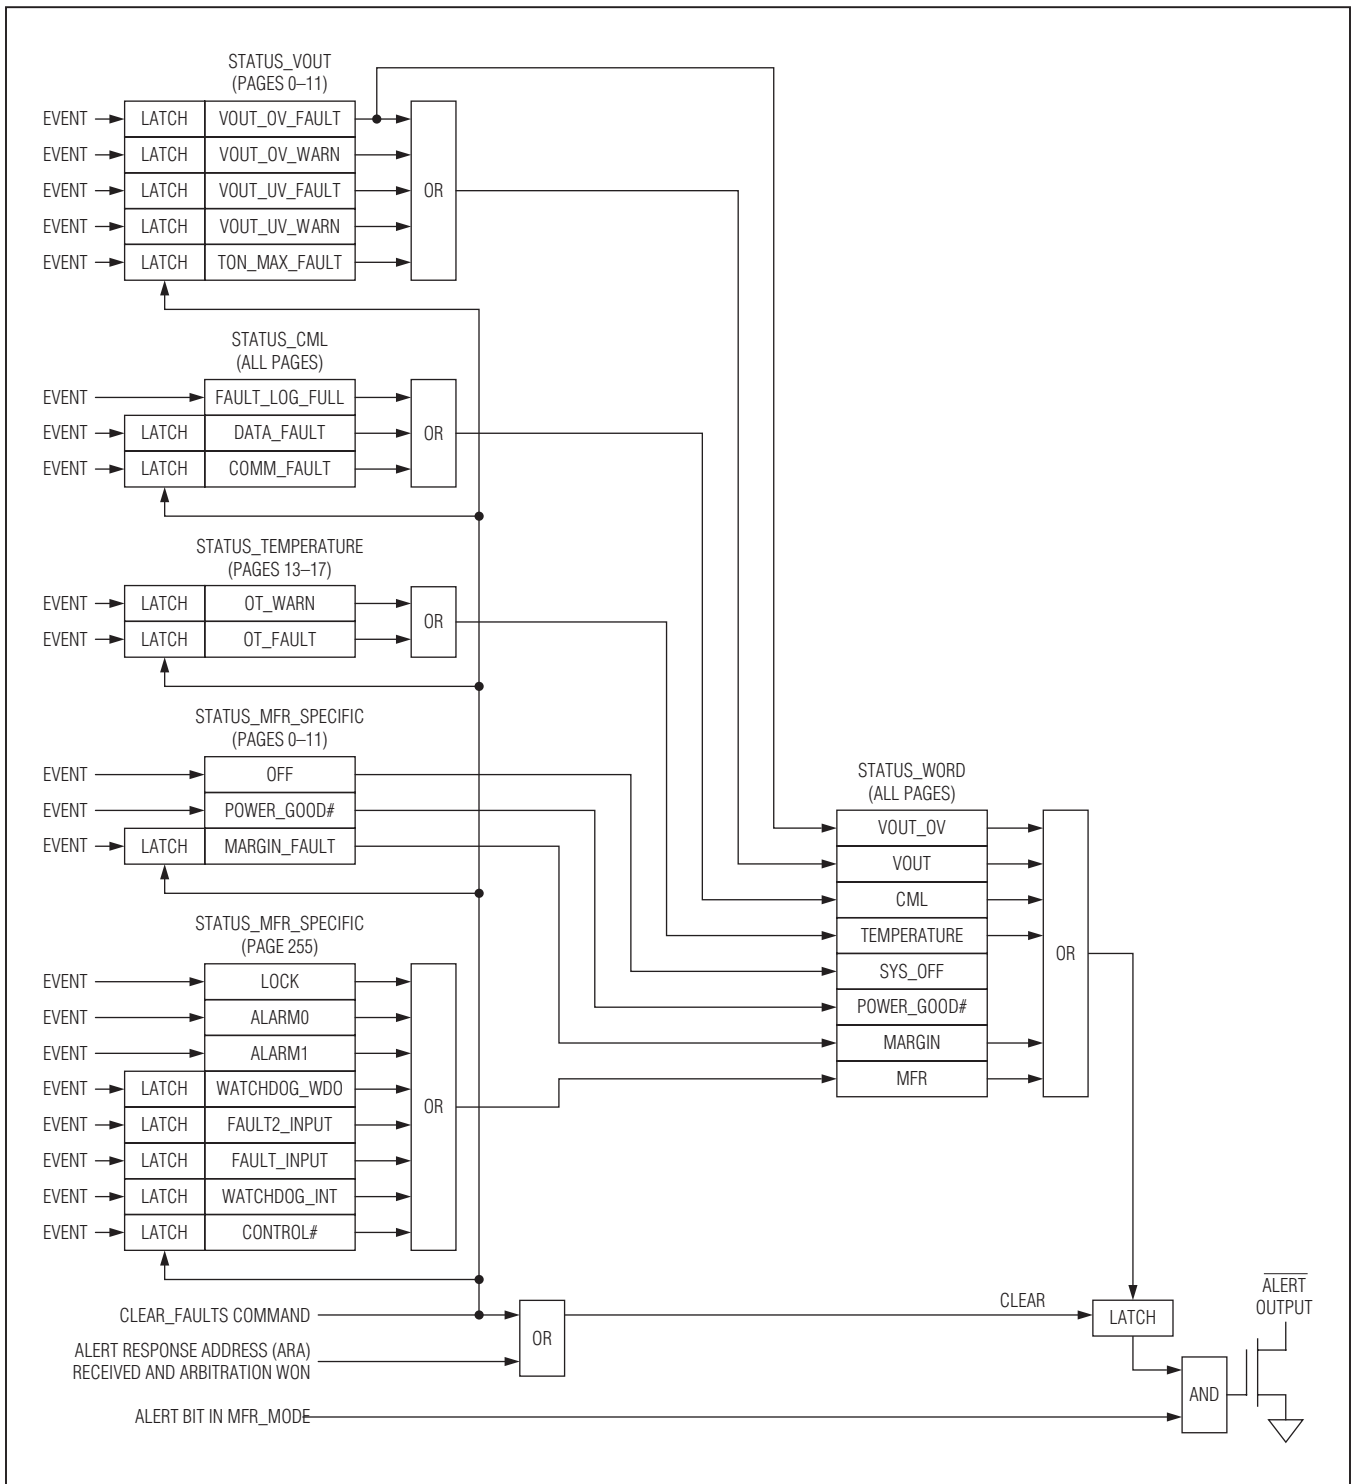 STATUS_VOUT
(PAGES 0–11)
EVENT LATCH VOUT_OV_FAULT
EVENT LATCH VOUT_OV_WARN
EVENT LATCH VOUT_UV_FAULT OR
EVENT LATCH VOUT_UV_WARN
EVENT LATCH TON_MAX_FAULT
STATUS_CML
(ALL PAGES)
EVENT FAULT_LOG_FULL
EVENT LATCH DATA_FAULT OR
EVENT LATCH COMM_FAULT
STATUS_TEMPERATURE
(PAGES 13–17)
EVENT LATCH OT_WARN
OR
EVENT LATCH OT_FAULT
STATUS_MFR_SPECIFIC
(PAGES 0–11)
EVENT OFF
EVENT POWER_GOOD#
EVENT LATCH MARGIN_FAULT
STATUS_MFR_SPECIFIC
(PAGE 255)
EVENT LOCK
EVENT ALARM0
EVENT ALARM1
EVENT LATCH WATCHDOG_WDO
OR
EVENT LATCH FAULT2_INPUT
EVENT LATCH FAULT_INPUT
EVENT LATCH WATCHDOG_INT
EVENT LATCH CONTROL#
STATUS_WORD
(ALL PAGES)
VOUT_OV
VOUT
CML
TEMPERATURE
OR
SYS_OFF
POWER_GOOD#
MARGIN
MFR
CLEAR_FAULTS COMMAND
OR
ALERT RESPONSE ADDRESS (ARA)
RECEIVED AND ARBITRATION WON
CLEAR
LATCH
ALERT
OUTPUT
AND
ALERT BIT IN MFR_MODE